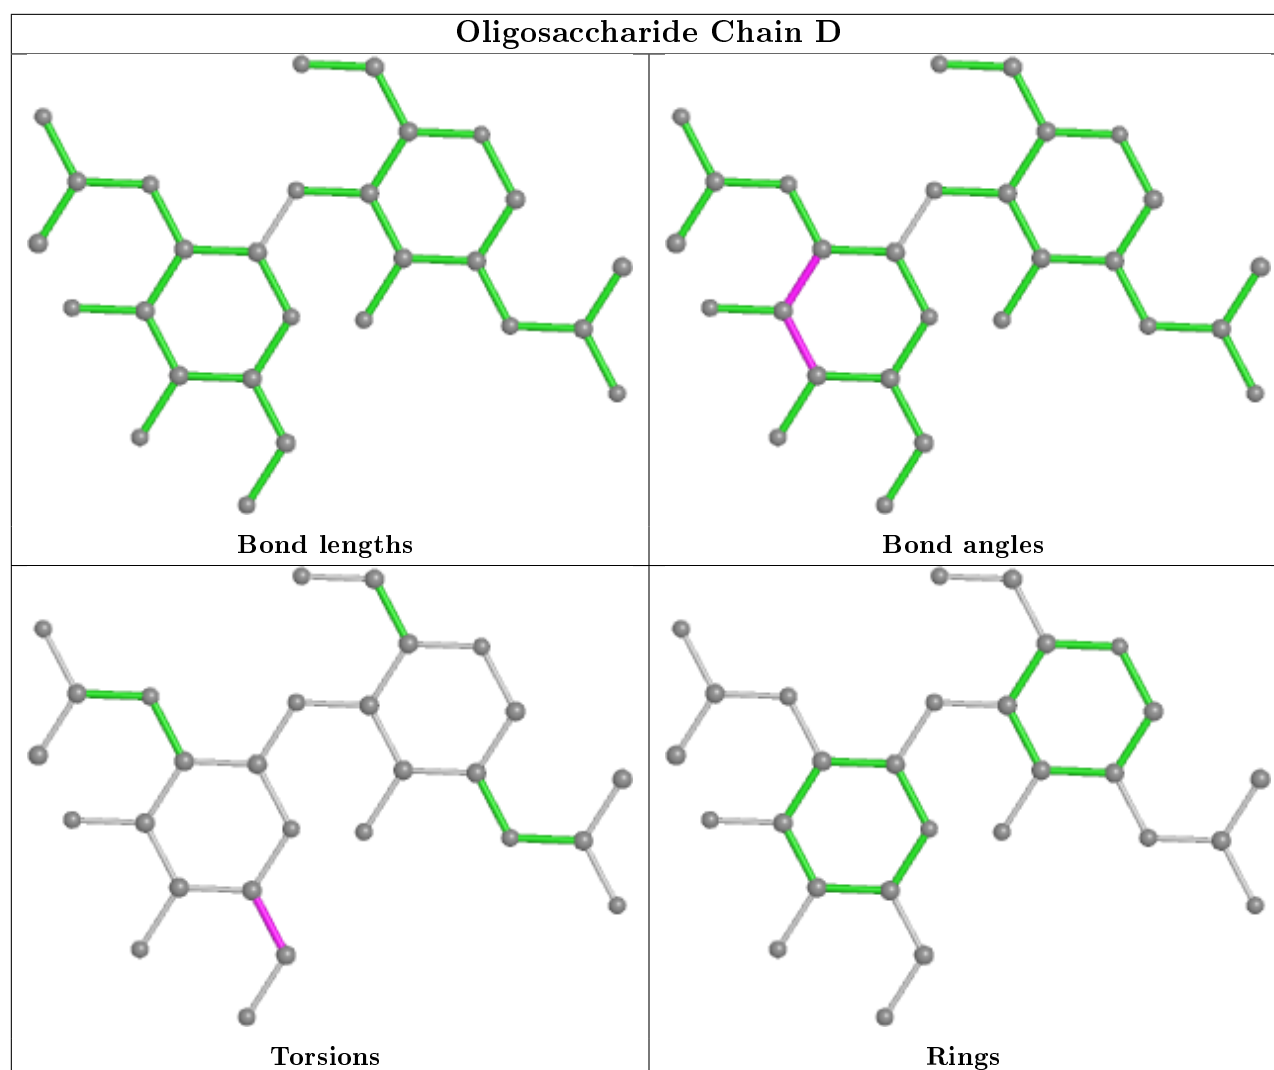 Oligosaccharide Chain D
Bond lengths
Bond angles
Torsions
Rings